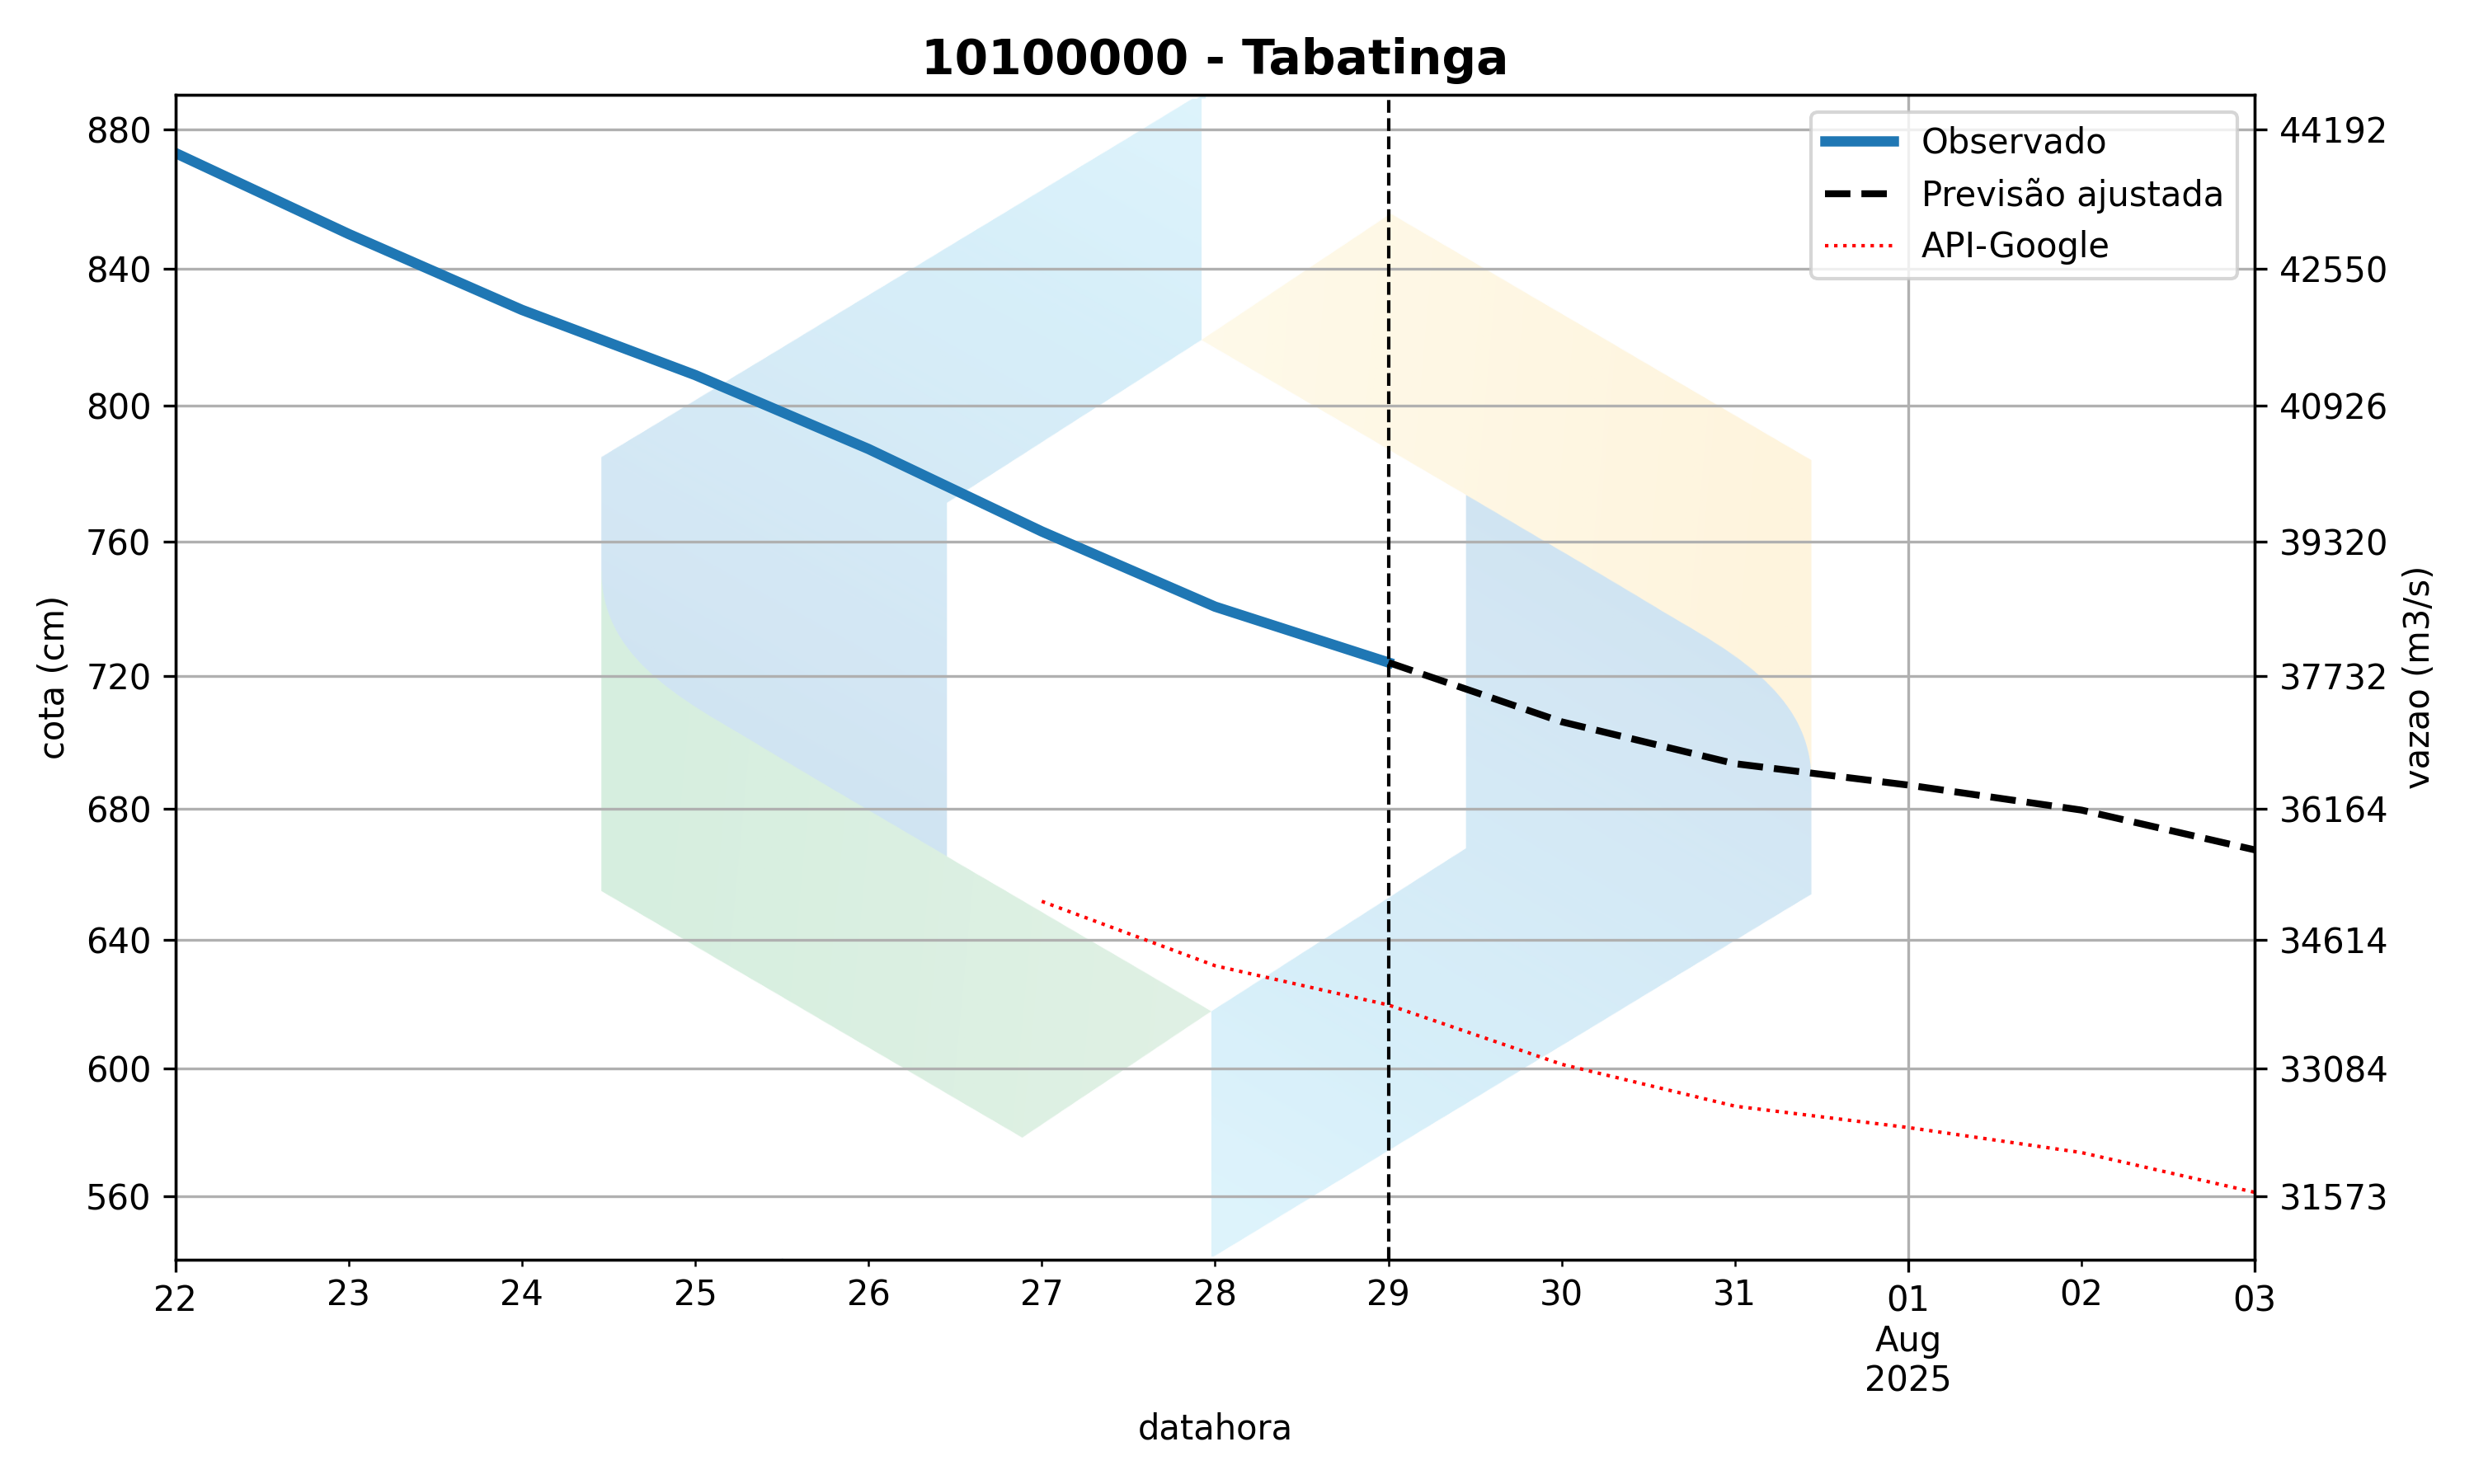 10100000 - Tabatinga
Observado
Previsão ajustada
API-Google
880
840
800
760
720
680
640
600
560
cota (cm)
44192
42550
40926
39320
37732
36164
34614
33084
31573
vazao (m3/s)
22 23 24 25 26 27 28 29 30 31 01 02 03
Aug
2025
datahora